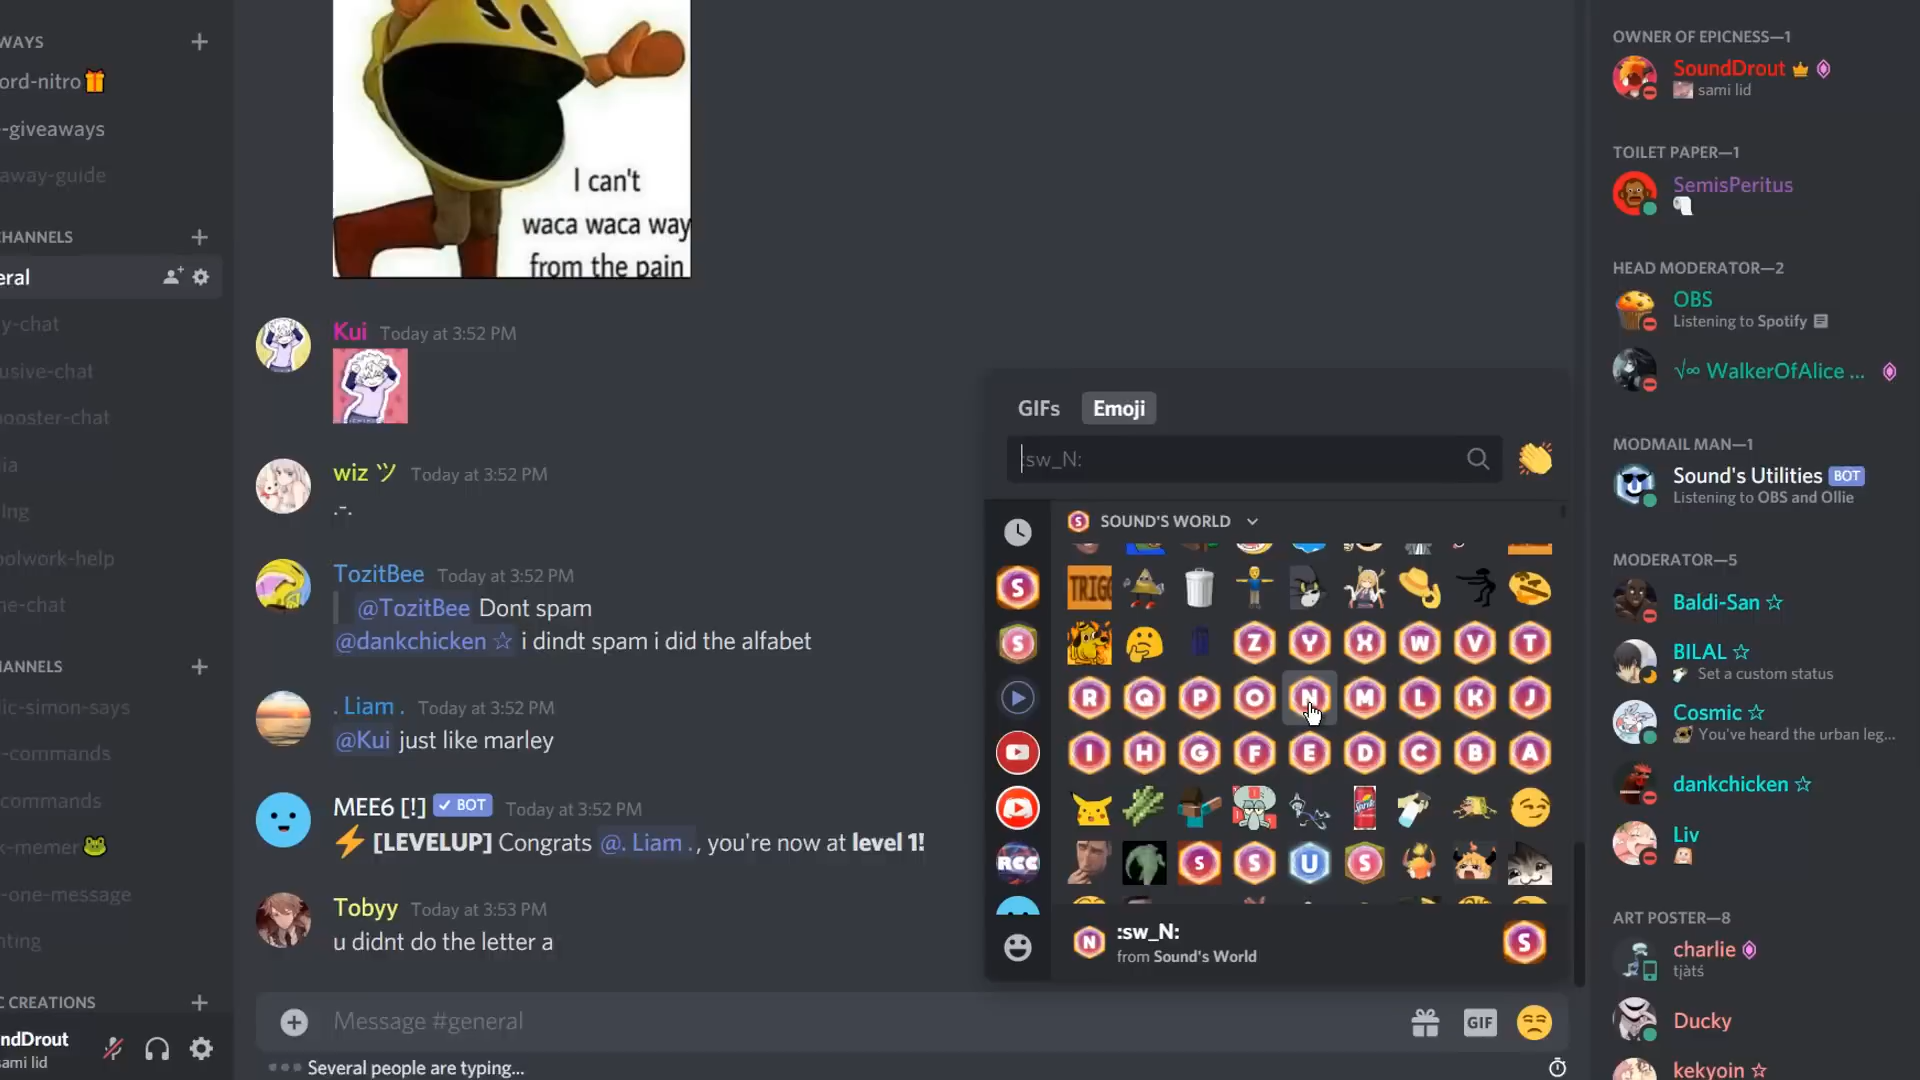 WAYS
ord-nitro
-giveaways
away-guide
HANNELS
eral
y-chat
usive-chat
ooster-chat
ia
ing
oolwork-help
ne-chat
HANNELS
lic-simon-says
-commands
commands
k-memer
-one-message
nting
C CREATIONS
ndDrout
sami lid
I can't
waca waca way
from the pain
Kui Today at 3:52 PM
wiz ツ Today at 3:52 PM
.-.
TozitBee Today at 3:52 PM
@TozitBee Dont spam
@dankchicken ☆ i dindt spam i did the alfabet
. Liam . Today at 3:52 PM
@Kui just like marley
MEE6 [!] ✓ BOT Today at 3:52 PM
[LEVELUP] Congrats @. Liam ., you're now at level 1!
Tobyy Today at 3:53 PM
u didnt do the letter a
Message #general
GIF
Several people are typing...
GIFs Emoji
:sw_N:
SOUND'S WORLD
S
TRIGG
S
Z Y X W V T
R Q P O N M L K J
I H G F E D C B A
RCC
S S U S
:sw_N:
from Sound's World
N
S
OWNER OF EPICNESS—1
SoundDrout
sami lid
TOILET PAPER—1
SemisPeritus
HEAD MODERATOR—2
OBS
Listening to Spotify
√∞ WalkerOfAlice ...
MODMAIL MAN—1
Sound's Utilities BOT
Listening to OBS and Ollie
MODERATOR—5
Baldi-San ☆
BILAL ☆
Set a custom status
Cosmic ☆
You've heard the urban leg...
dankchicken ☆
Liv
ART POSTER—8
charlie
tjàtś
Ducky
kekyoin ☆